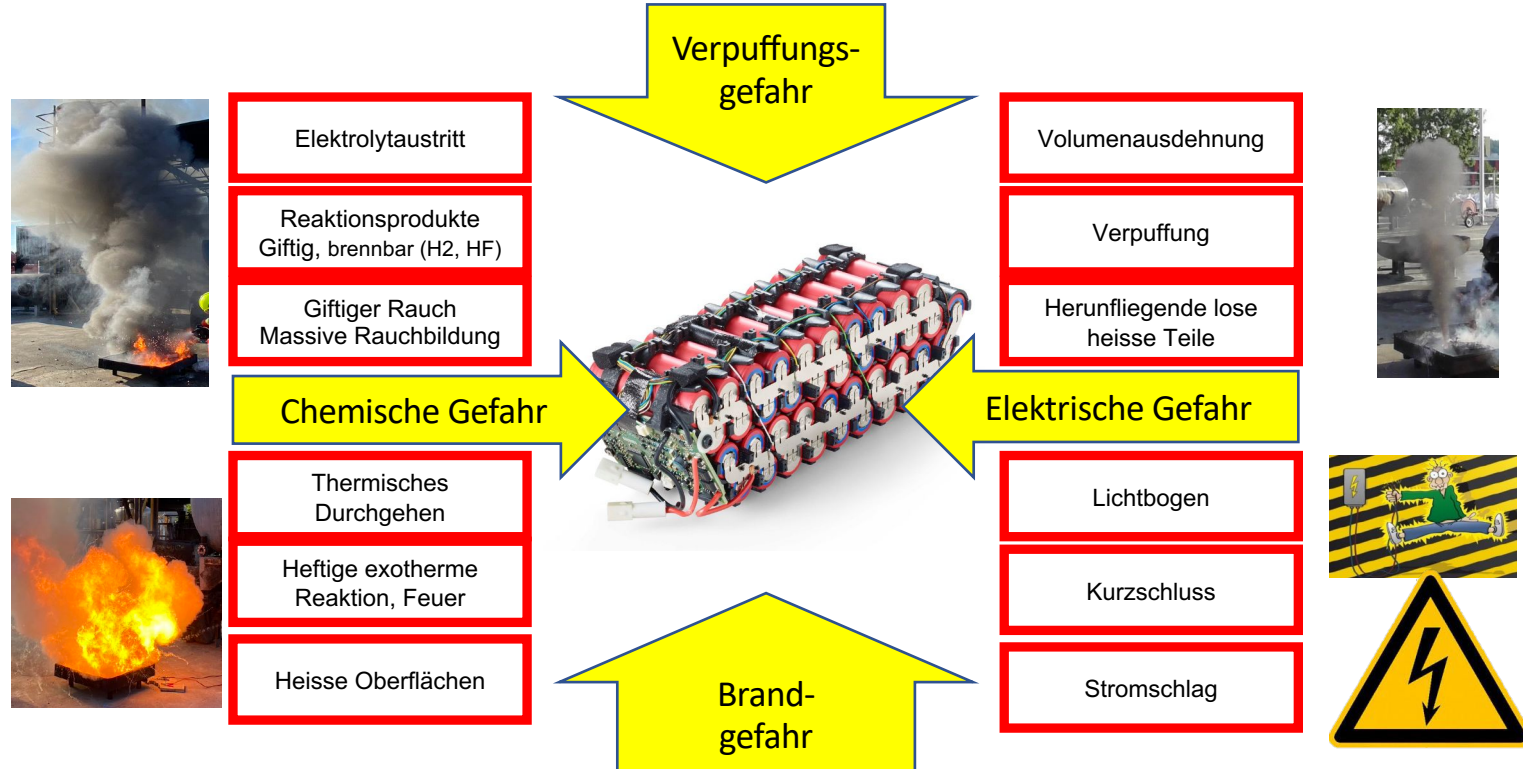 Verpuffungs-
gefahr
Elektrolytaustritt
Reaktionsprodukte
Giftig, brennbar (H2, HF)
Giftiger Rauch
Massive Rauchbildung
Chemische Gefahr
Thermisches
Durchgehen
Heftige exotherme
Reaktion, Feuer
Heisse Oberflächen
Volumenausdehnung
Verpuffung
Herunfliegende lose
heisse Teile
Elektrische Gefahr
Lichtbogen
Kurzschluss
Stromschlag
Brand-
gefahr